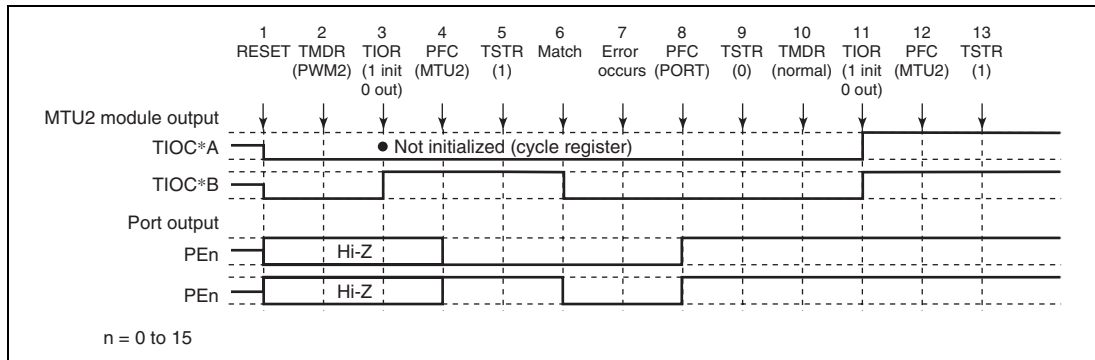 1 2 3 4 5 6 7 8 9 10 11 12 13
RESET TMDR TIOR PFC TSTR Match Error PFC TSTR TMDR TIOR PFC TSTR
(PWM2) (1 init (MTU2) (1) occurs (PORT) (0) (normal) (1 init (MTU2) (1)
0 out) 0 out)
MTU2 module output
TIOC*A ● Not initialized (cycle register)
TIOC*B
Port output
PEn Hi-Z
PEn Hi-Z
n = 0 to 15